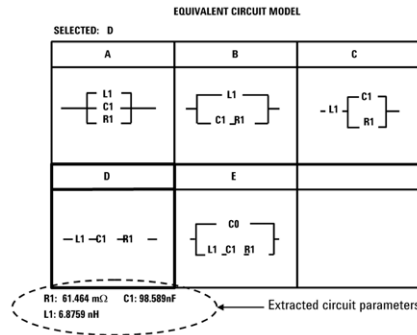 EQUIVALENT CIRCUIT MODEL
SELECTED: D
A B C
L1
C1
R1
L1
C1 R1
L1
C1
R1
D E
L1 C1 R1
C0
L1 C1 R1
R1: 61.464 mΩ C1: 98.589nF
L1: 6.8759 nH
Extracted circuit parameters